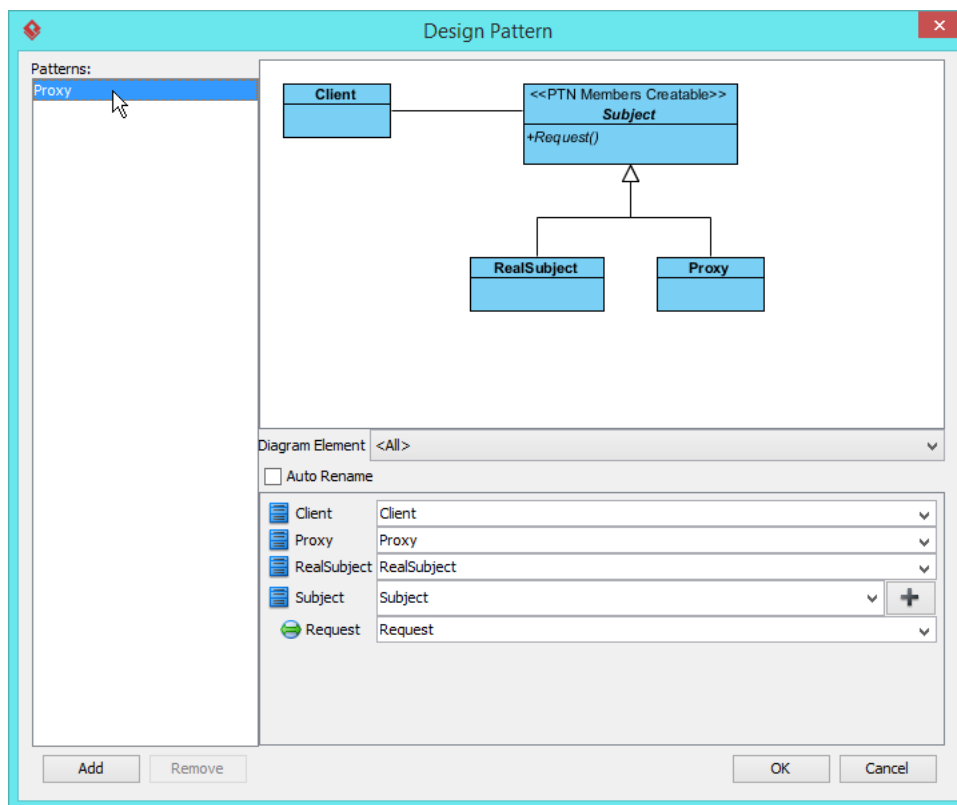 Design Pattern
Patterns:
Proxy
Client
<<PTN Members Creatable>>
Subject
+Request()
RealSubject
Proxy
Diagram Element <All>
Auto Rename
Client Client
Proxy Proxy
RealSubject RealSubject
Subject Subject
Request Request
Add Remove OK Cancel